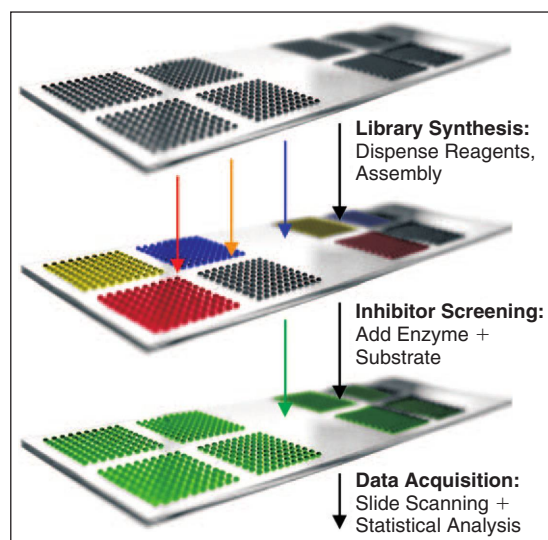 Library Synthesis:
Dispense Reagents,
Assembly
Inhibitor Screening:
Add Enzyme +
Substrate
Data Acquisition:
Slide Scanning +
Statistical Analysis